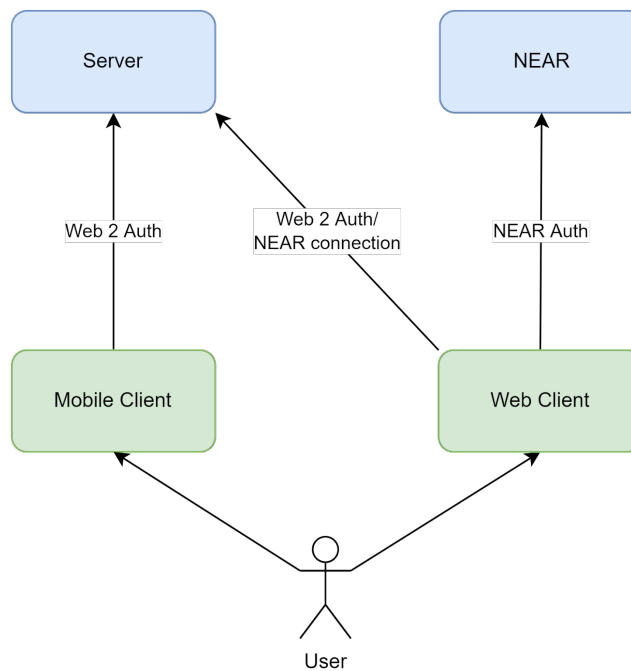 Server
NEAR
Web 2 Auth
Web 2 Auth/
NEAR connection
NEAR Auth
Mobile Client
Web Client
User